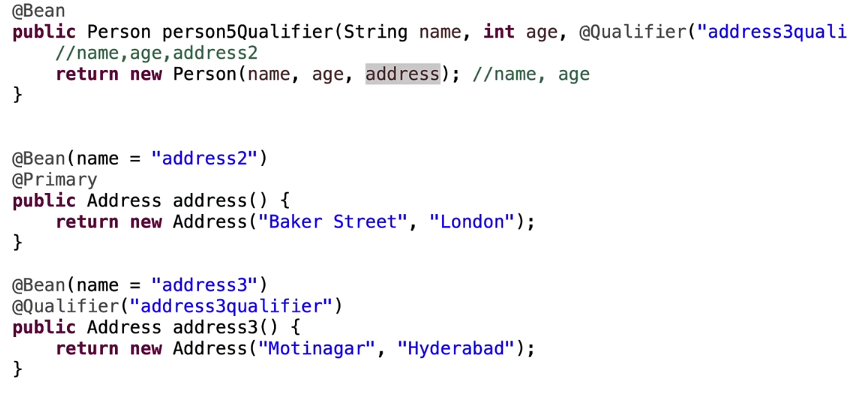 @Bean
public Person person5Qualifier(String name, int age, @Qualifier("address3quali
    //name,age,address2
    return new Person(name, age, address); //name, age
}
@Bean(name = "address2")
@Primary
public Address address() {
    return new Address("Baker Street", "London");
}
@Bean(name = "address3")
@Qualifier("address3qualifier")
public Address address3() {
    return new Address("Motinagar", "Hyderabad");
}